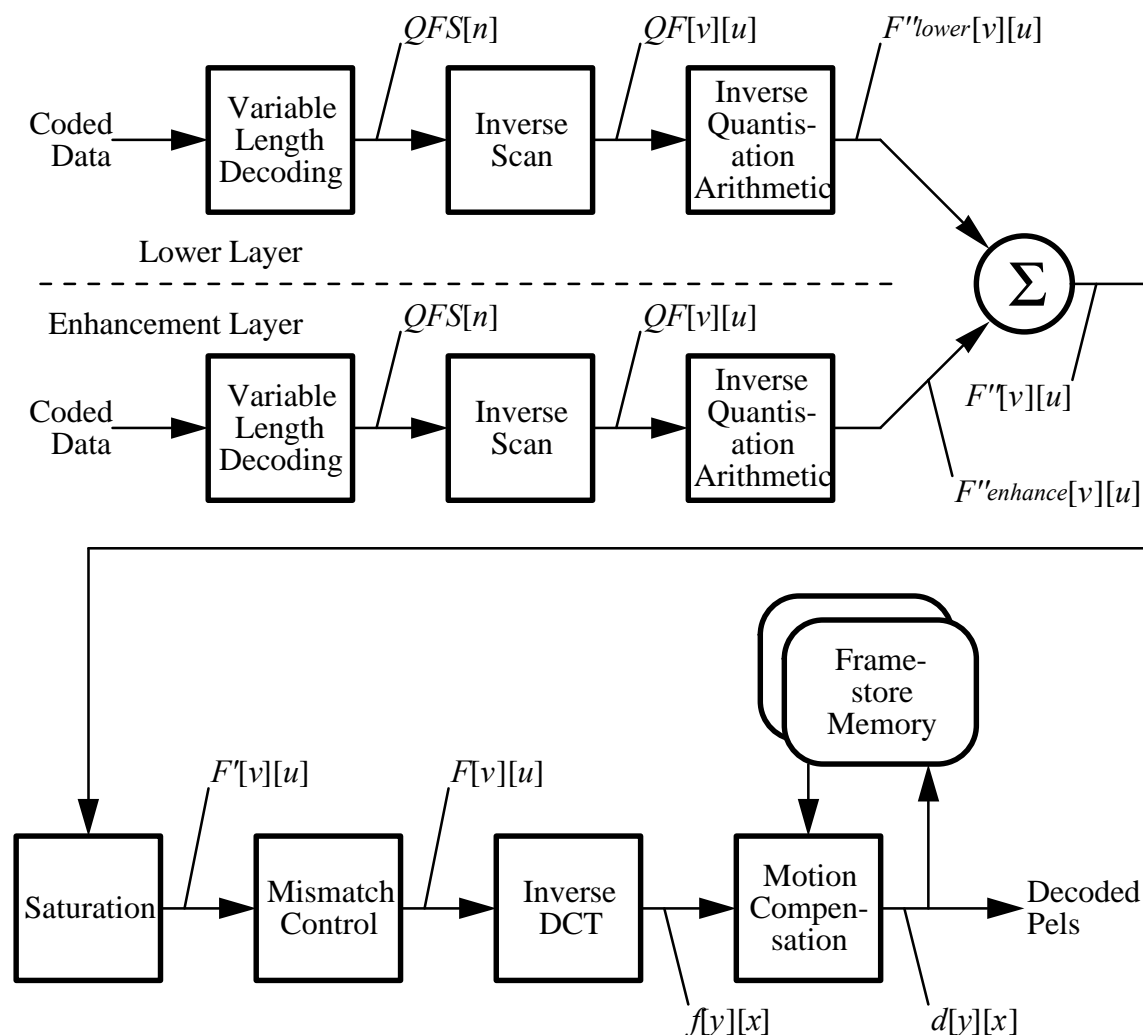 QFS[n]
QF[v][u]
F''lower[v][u]
Coded
Data
Variable
Length
Decoding
Inverse
Scan
Inverse
Quantis-
ation
Arithmetic
Lower Layer
Σ
Enhancement Layer
QFS[n]
QF[v][u]
F''[v][u]
Coded
Data
Variable
Length
Decoding
Inverse
Scan
Inverse
Quantis-
ation
Arithmetic
F''enhance[v][u]
Frame-
store
Memory
F'[v][u]
F[v][u]
Saturation
Mismatch
Control
Inverse
DCT
Motion
Compen-
sation
Decoded
Pels
f[y][x]
d[y][x]